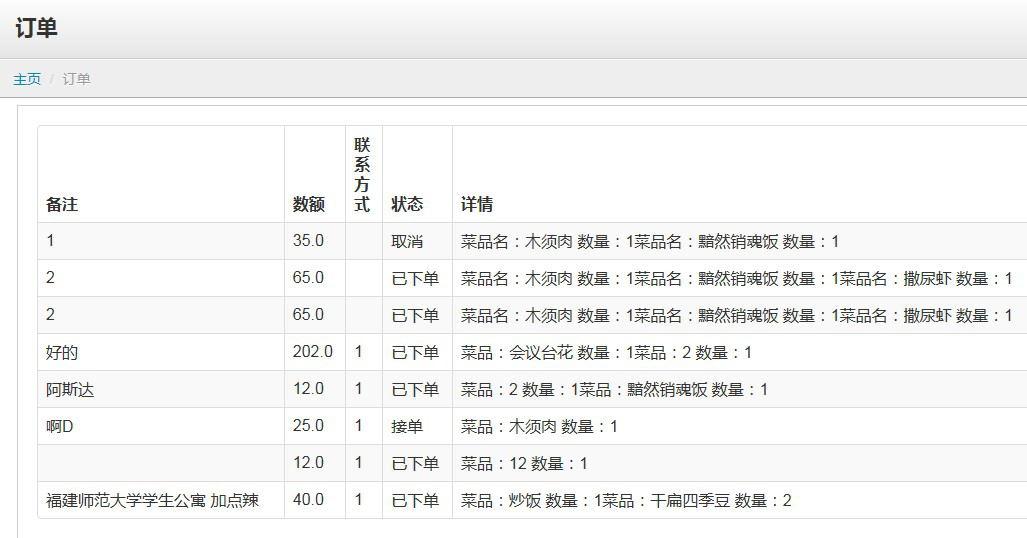 订单
主页 / 订单
备注 数额 联系方式 状态 详情
1 35.0 取消 菜品名：木须肉 数量：1菜品名：黯然销魂饭 数量：1
2 65.0 已下单 菜品名：木须肉 数量：1菜品名：黯然销魂饭 数量：1菜品名：撒尿虾 数量：1
2 65.0 已下单 菜品名：木须肉 数量：1菜品名：黯然销魂饭 数量：1菜品名：撒尿虾 数量：1
好的 202.0 1 已下单 菜品：会议台花 数量：1菜品：2 数量：1
阿斯达 12.0 1 已下单 菜品：2 数量：1菜品：黯然销魂饭 数量：1
啊D 25.0 1 接单 菜品：木须肉 数量：1
12.0 1 已下单 菜品：12 数量：1
福建师范大学学生公寓 加点辣 40.0 1 已下单 菜品：炒饭 数量：1菜品：干扁四季豆 数量：2